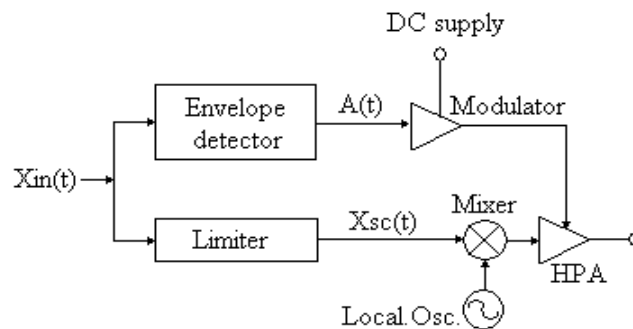 DC supply
Envelope
detector
A(t)
Modulator
Xin(t)
Limiter
Xsc(t)
Mixer
HPA
Local.Osc.